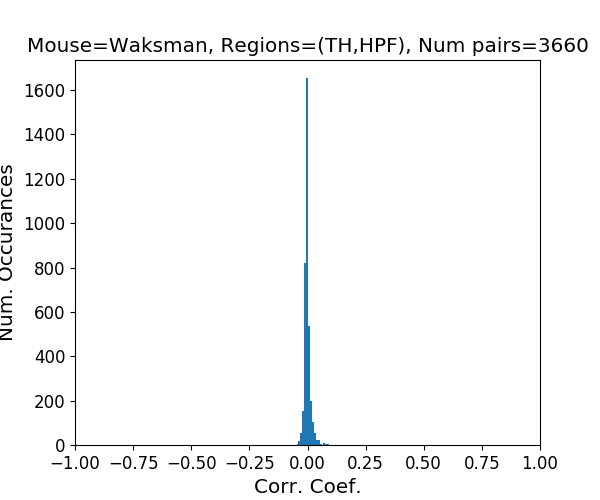 Mouse=Waksman, Regions=(TH,HPF), Num pairs=3660
Num. Occurances
1600
1400
1200
1000
800
600
400
200
0
−1.00 −0.75 −0.50 −0.25 0.00 0.25 0.50 0.75 1.00
Corr. Coef.